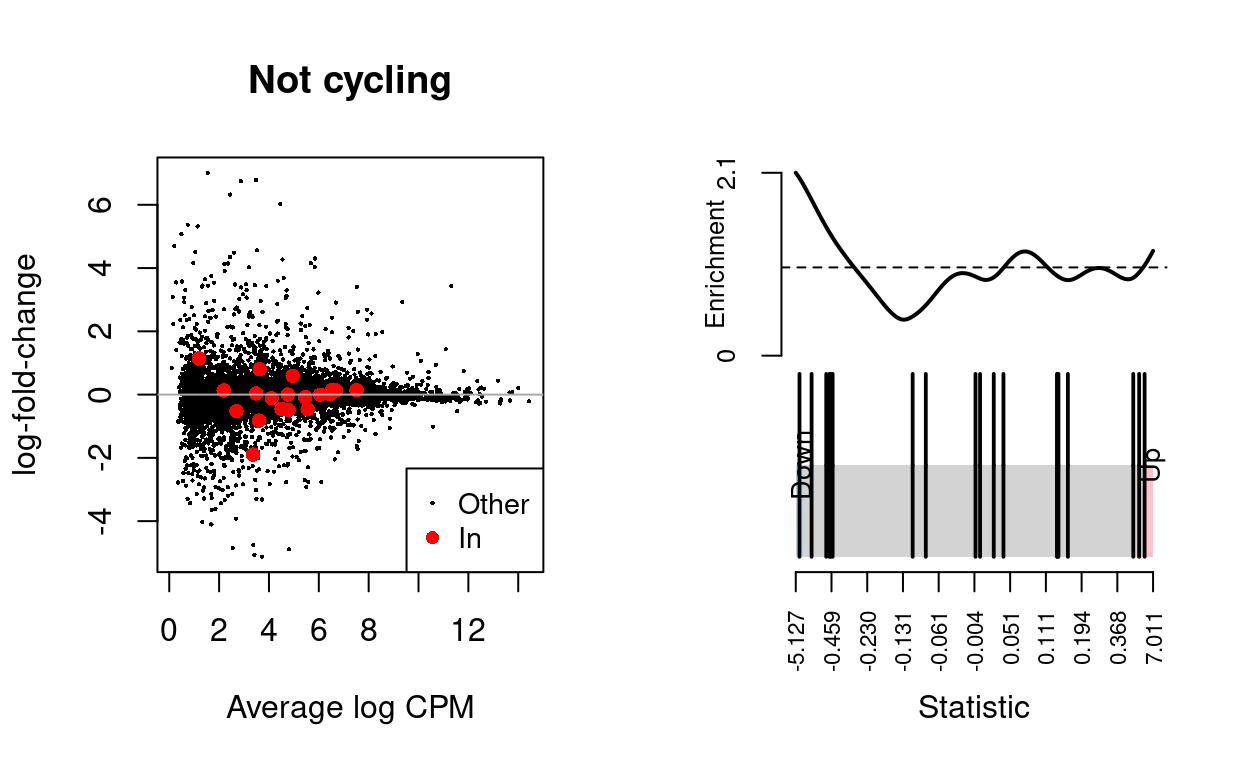 Not cycling
log-fold-change
6
4
2
0
-2
-4
Other
In
0 2 4 6 8 12
Average log CPM
Enrichment
2.1
0
Down
Up
-5.127
-0.459
-0.230
-0.131
-0.061
-0.004
0.051
0.111
0.194
0.368
7.011
Statistic